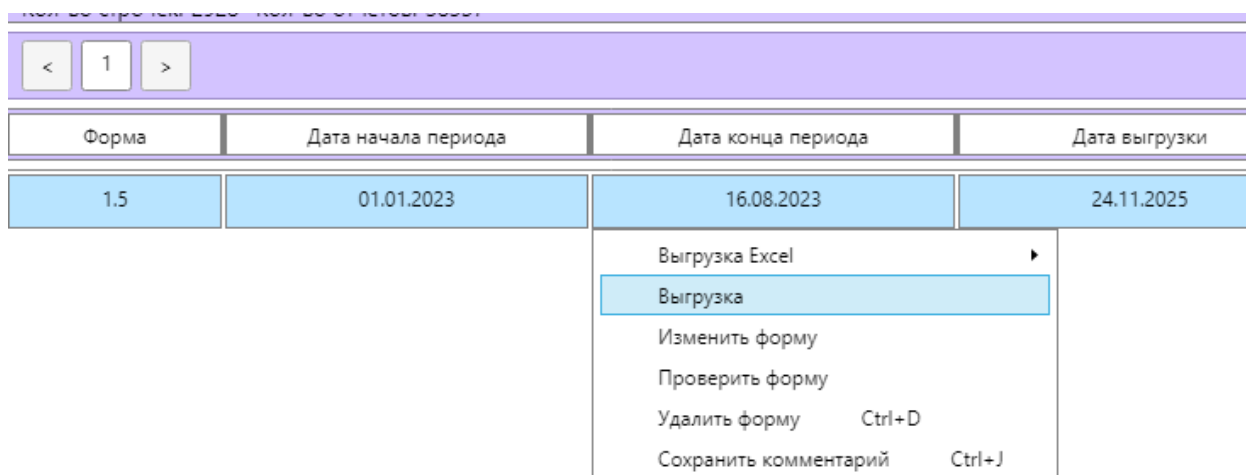 < 1 >
Форма Дата начала периода Дата конца периода Дата выгрузки
1.5 01.01.2023 16.08.2023 24.11.2025
Выгрузка Excel
Выгрузка
Изменить форму
Проверить форму
Удалить форму Ctrl+D
Сохранить комментарий Ctrl+J